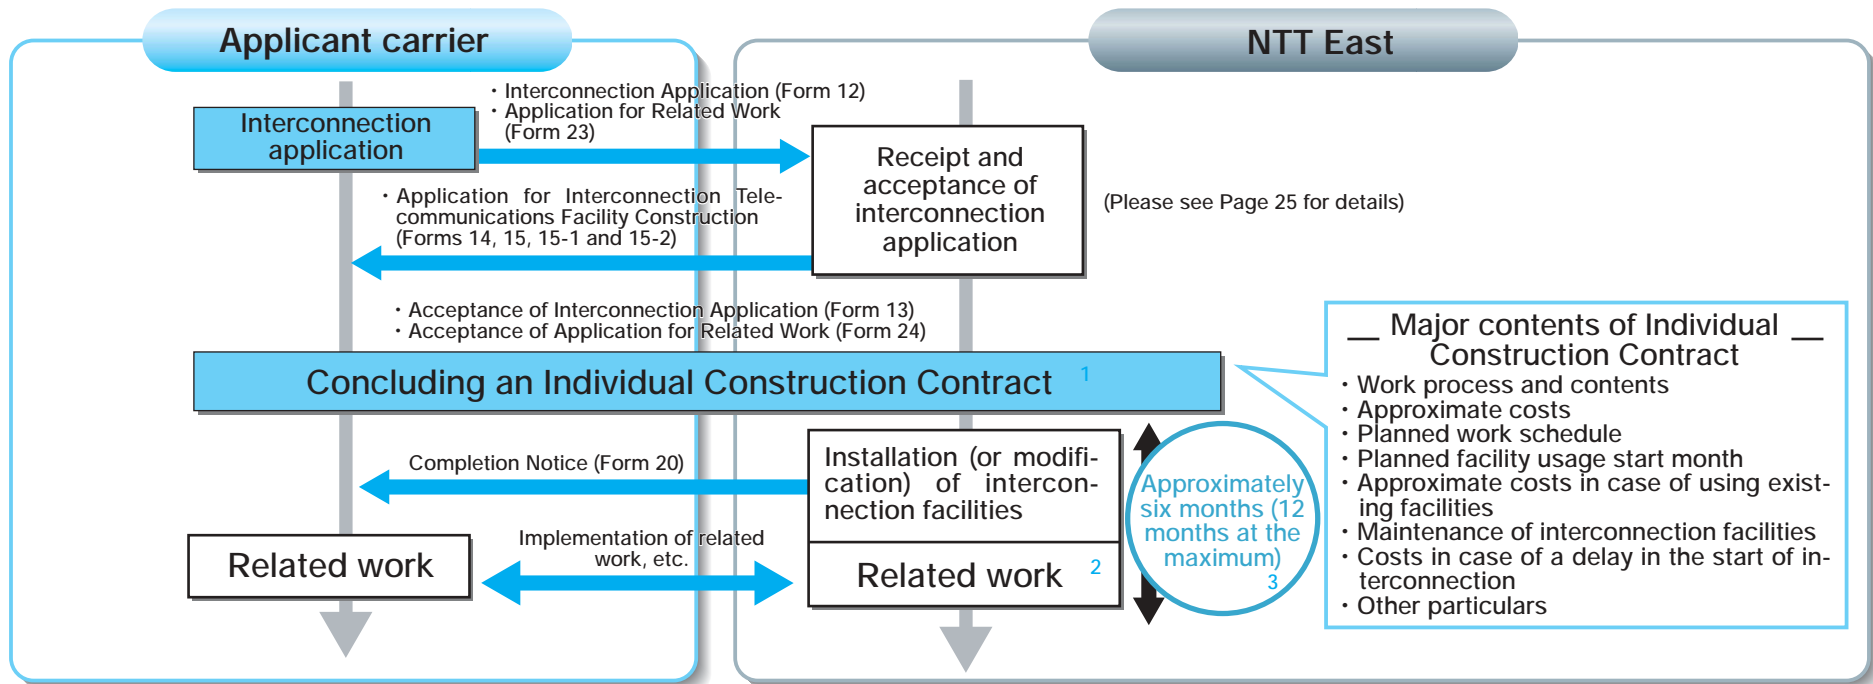 Applicant carrier
NTT East
・Interconnection Application (Form 12)
・Application for Related Work
(Form 23)
Interconnection
application
Receipt and
acceptance of
interconnection
application
(Please see Page 25 for details)
・Application for Interconnection Tele-
communications Facility Construction
(Forms 14, 15, 15-1 and 15-2)
・Acceptance of Interconnection Application (Form 13)
・Acceptance of Application for Related Work (Form 24)
Concluding an Individual Construction Contract 1
Major contents of Individual
Construction Contract
・Work process and contents
・Approximate costs
・Planned work schedule
・Planned facility usage start month
・Approximate costs in case of using exist-
ing facilities
・Maintenance of interconnection facilities
・Costs in case of a delay in the start of in-
terconnection
・Other particulars
Completion Notice (Form 20)
Installation (or modifi-
cation) of intercon-
nection facilities
Approximately
six months (12
months at the
maximum)
3
Related work
Implementation of related
work, etc.
Related work 2